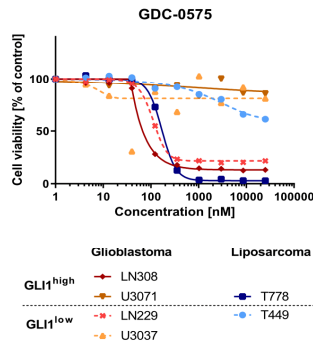 GDC-0575
Cell viability [% of control]
100
50
0
1 10 100 1000 10000 100000
Concentration [nM]
Glioblastoma Liposarcoma
GLI1high LN308
U3071 T778
GLI1low LN229 T449
U3037